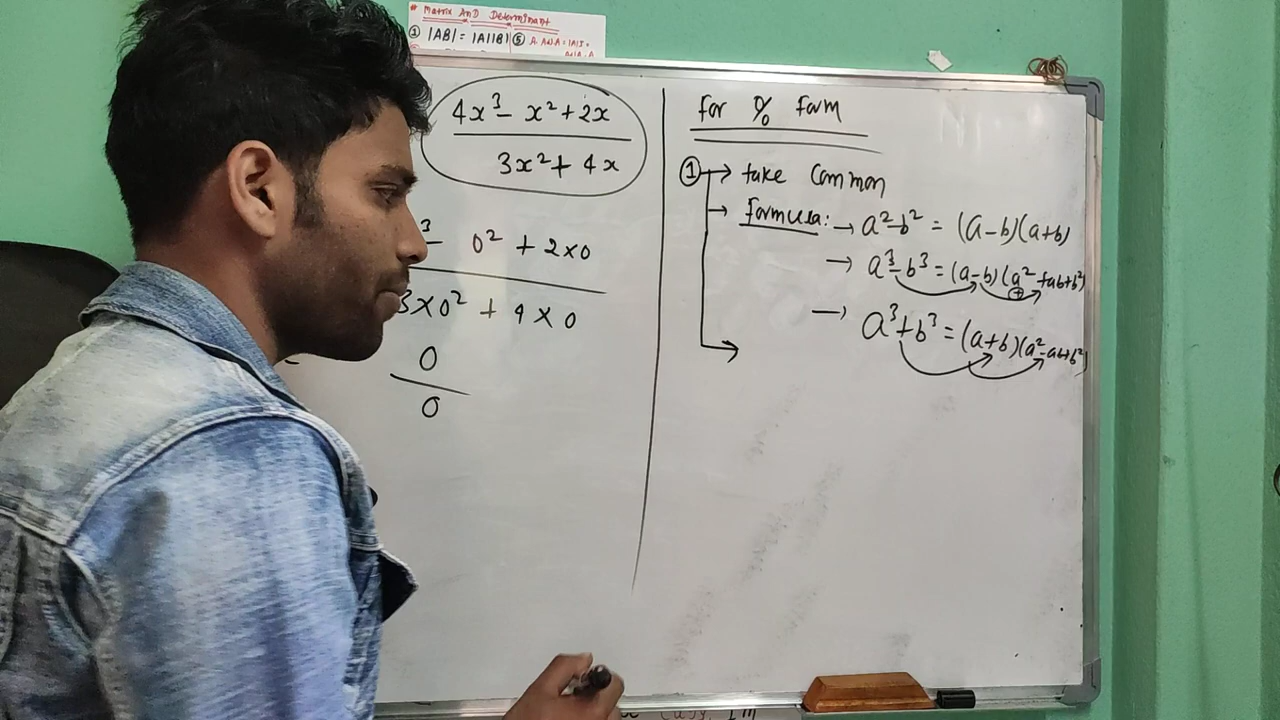 # Matrix And Determinant
① |AB| = |A||B| ⑤ A. AdjA = |A|I =
4x³ - x² + 2x
3x² + 4x
3 - 0² + 2×0
3×0² + 4×0
0
0
For 0/0 form
① → take Common
→ formula: → a²-b² = (a-b)(a+b)
→ a³-b³ = (a-b)(a²+ab+b²)
→ a³+b³ = (a+b)(a²-ab+b²)